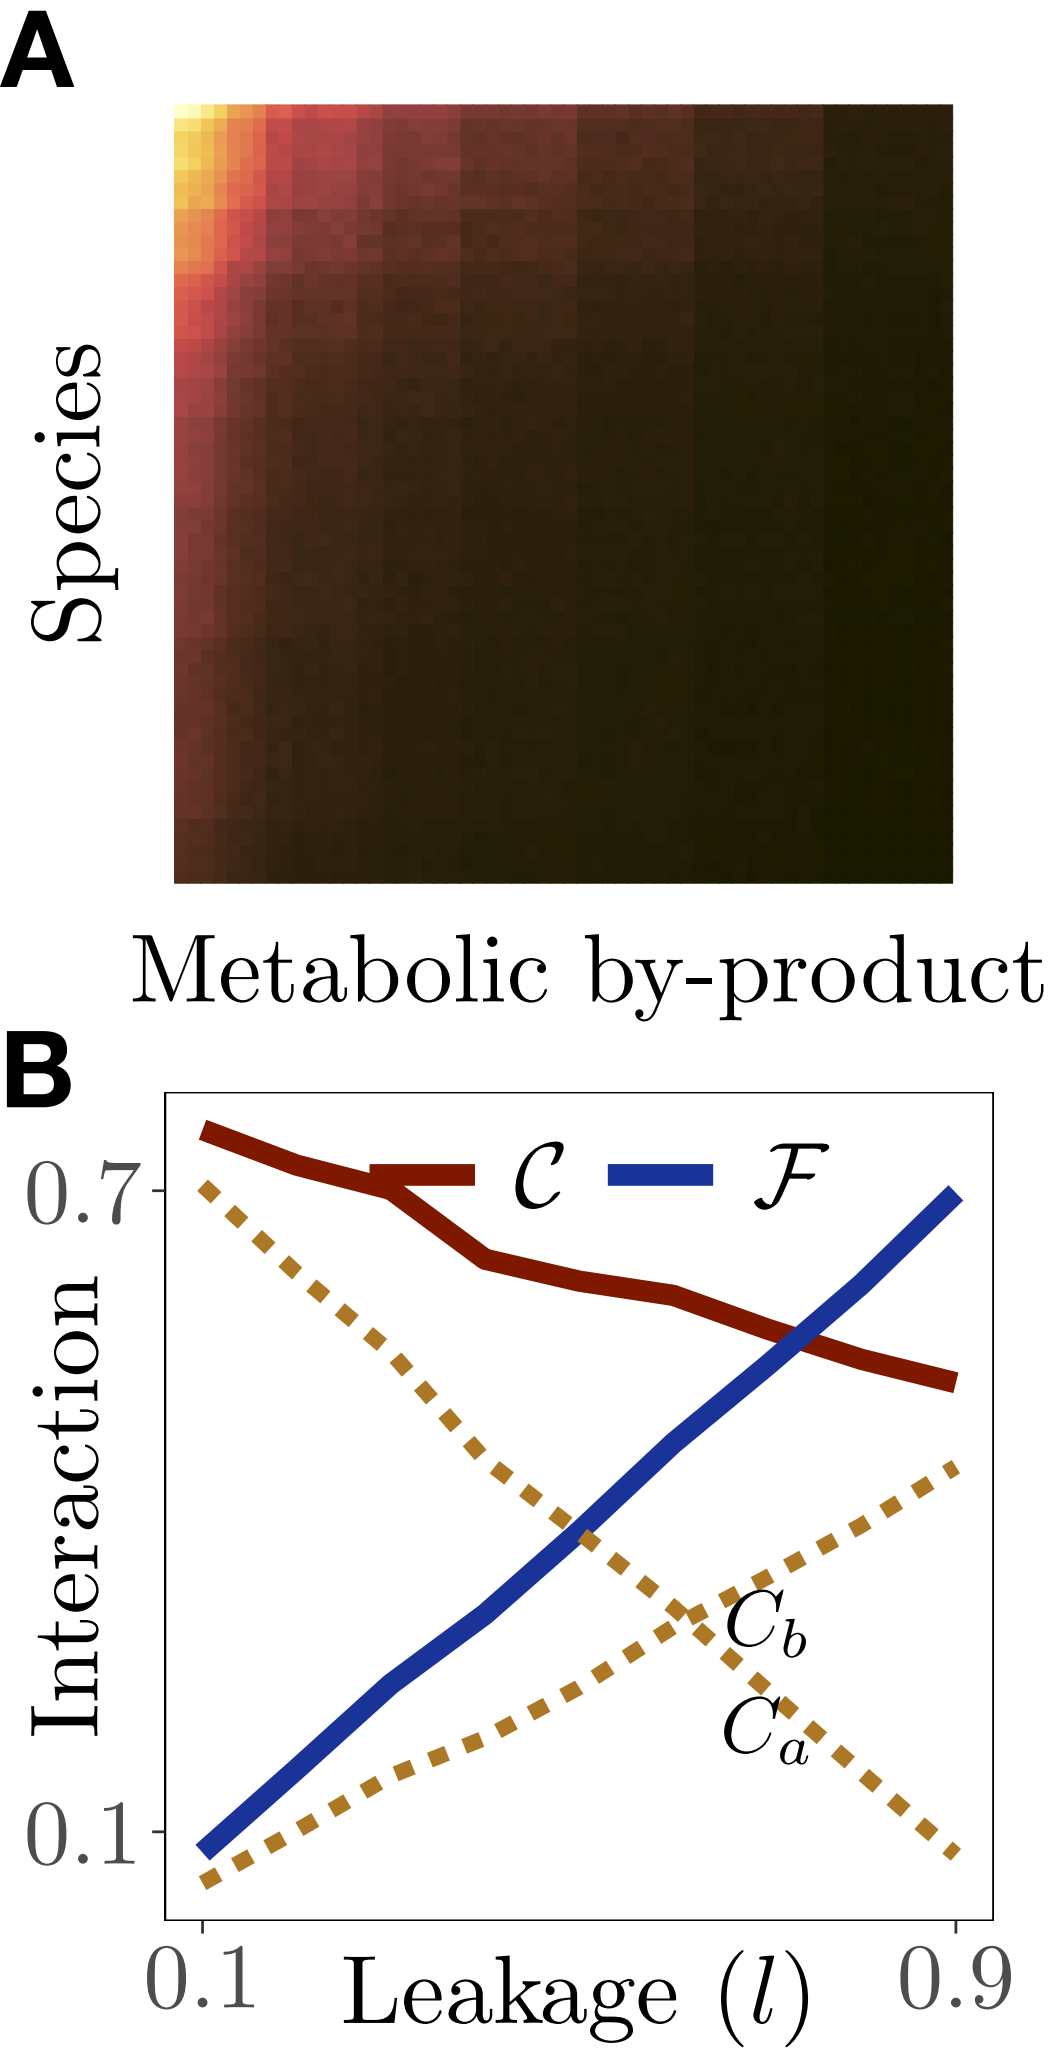 A
Species
Metabolic by-product
B
𝒞 ℱ
0.7
Interaction
C_b
C_a
0.1
0.1 Leakage (l) 0.9